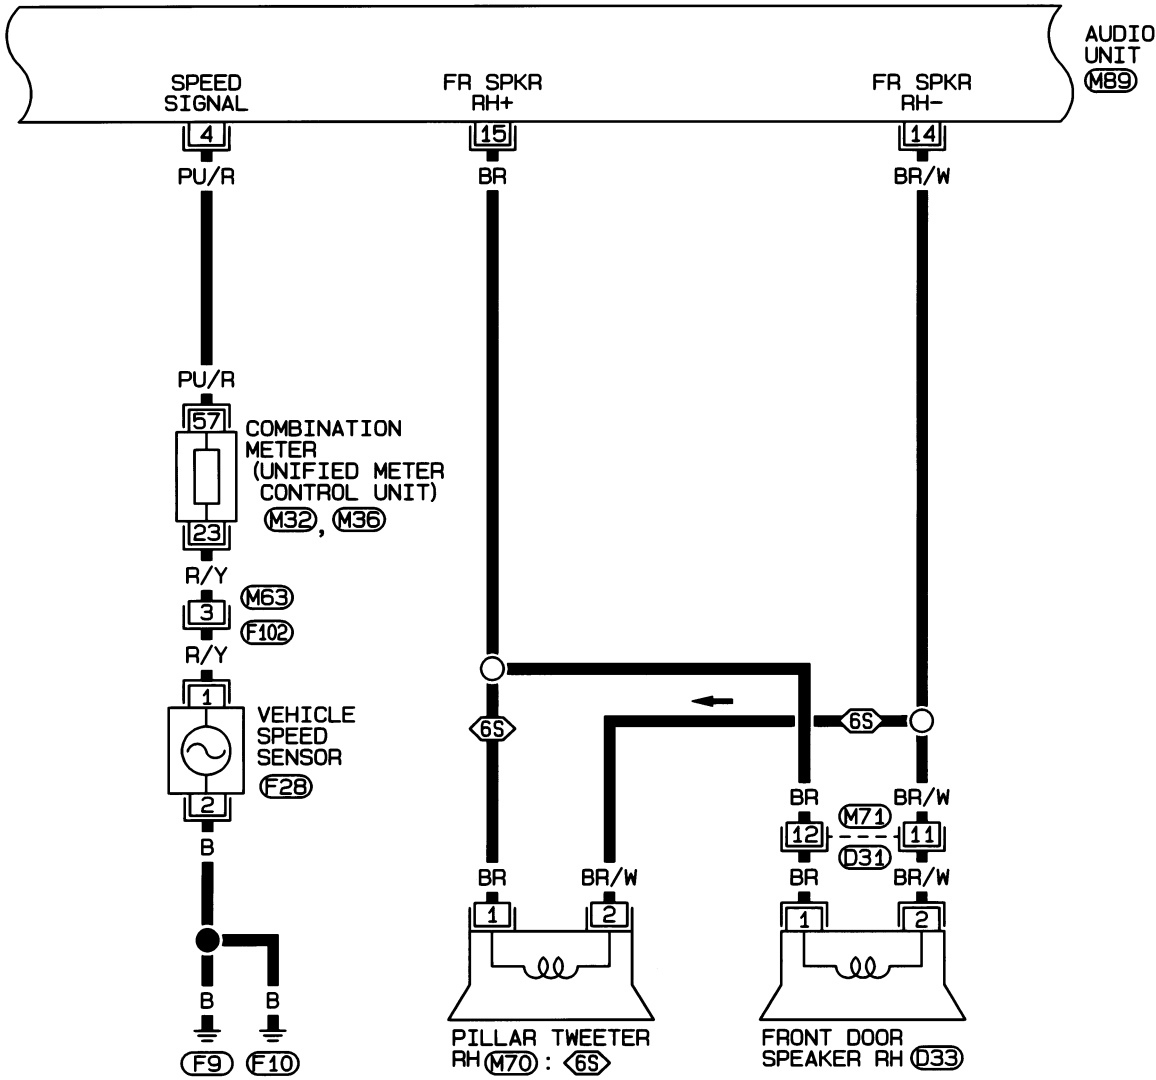 AUDIO
UNIT
M89
SPEED
SIGNAL
FR SPKR
RH+
FR SPKR
RH-
4
15
14
PU/R
BR
BR/W
PU/R
57
COMBINATION
METER
(UNIFIED METER
CONTROL UNIT)
M32, M36
23
R/Y
M63
3
F102
R/Y
1
VEHICLE
SPEED
SENSOR
F28
2
B
6S
6S
BR
BR/W
M71
12
11
D31
BR
BR/W
BR
BR/W
1
2
1
2
B
B
F9
F10
PILLAR TWEETER
RH M70 : 6S
FRONT DOOR
SPEAKER RH D33